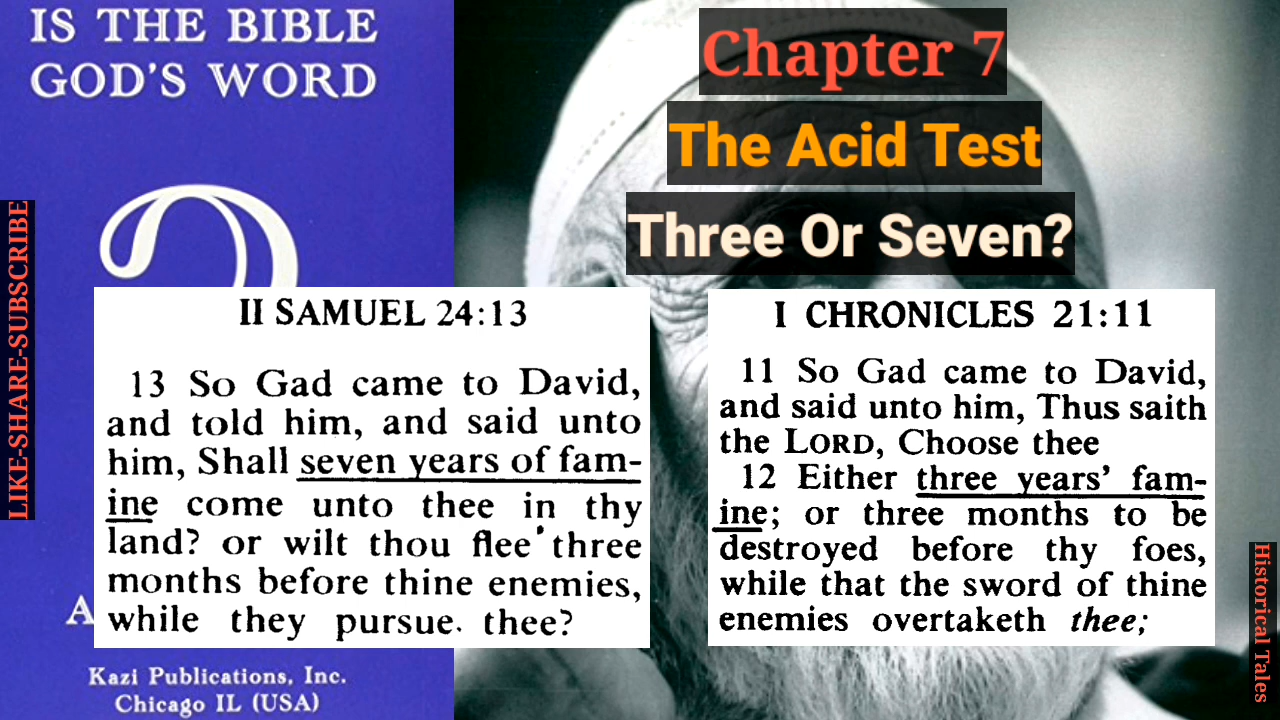 IS THE BIBLE
GOD'S WORD
Chapter 7
The Acid Test
Three Or Seven?
LIKE-SHARE-SUBSCRIBE
II SAMUEL 24:13
13 So Gad came to David,
and told him, and said unto
him, Shall seven years of fam-
ine come unto thee in thy
land? or wilt thou flee three
months before thine enemies,
while they pursue. thee?
I CHRONICLES 21:11
11 So Gad came to David,
and said unto him, Thus saith
the LORD, Choose thee
12 Either three years' fam-
ine; or three months to be
destroyed before thy foes,
while that the sword of thine
enemies overtaketh thee;
A
Kazi Publications, Inc.
Chicago IL (USA)
Historical Tales